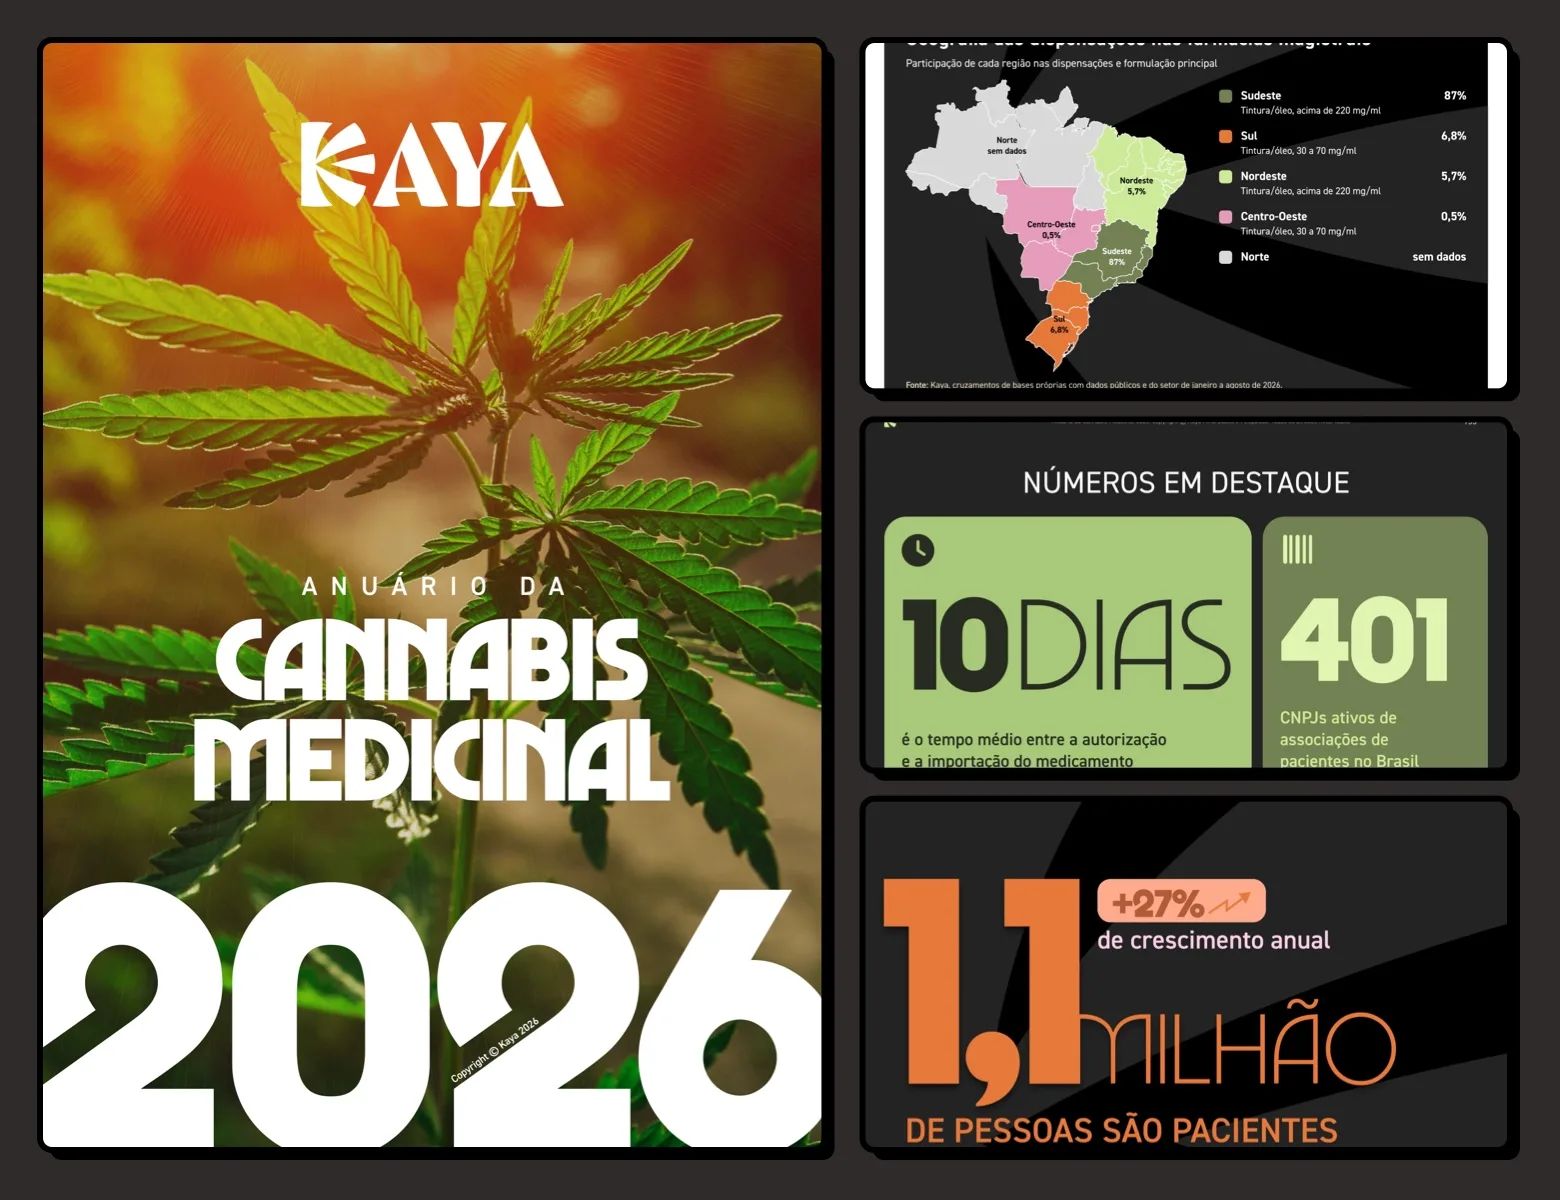 KAYA
ANUÁRIO DA
CANNABIS
MEDICINAL
2026
Copyright © Kaya 2026
Geografia das dispensações nas farmácias magistrais
Participação de cada região nas dispensações e formulação principal
Norte
sem dados
Nordeste
5,7%
Centro-Oeste
0,5%
Sudeste
87%
Sul
6,8%
Sudeste 87%
Tintura/óleo, acima de 220 mg/ml
Sul 6,8%
Tintura/óleo, 30 a 70 mg/ml
Nordeste 5,7%
Tintura/óleo, acima de 220 mg/ml
Centro-Oeste 0,5%
Tintura/óleo, 30 a 70 mg/ml
Norte sem dados
Fonte: Kaya, cruzamentos de bases próprias com dados públicos e do setor de janeiro a agosto de 2026.
NÚMEROS EM DESTAQUE
10 DIAS
é o tempo médio entre a autorização
e a importação do medicamento
401
CNPJs ativos de
associações de
pacientes no Brasil
1,1 MILHÃO
+27%
de crescimento anual
DE PESSOAS SÃO PACIENTES